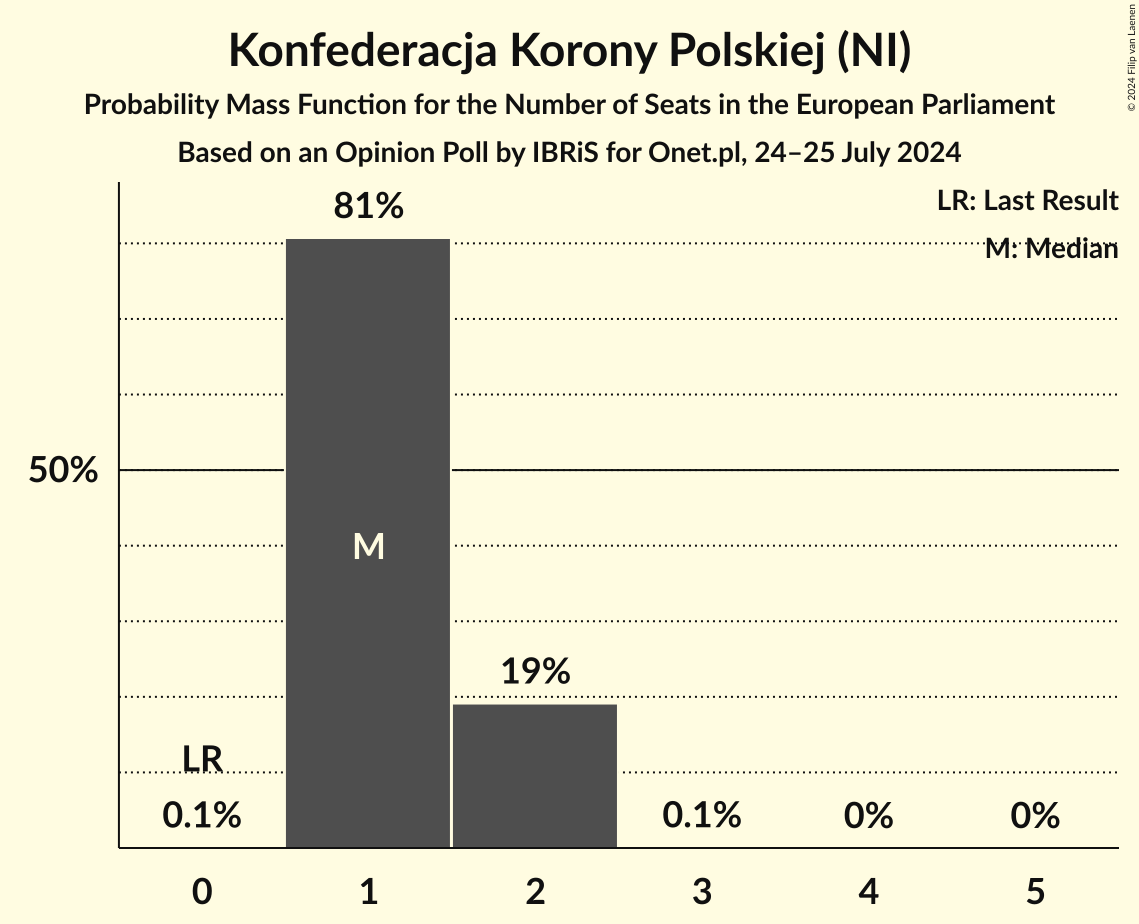 Konfederacja Korony Polskiej (NI)
Probability Mass Function for the Number of Seats in the European Parliament
Based on an Opinion Poll by IBRiS for Onet.pl, 24–25 July 2024
© 2024 Filip van Laenen
LR: Last Result
M: Median
81%
50%
M
19%
LR
0.1%
0.1%
0%
0%
0 1 2 3 4 5